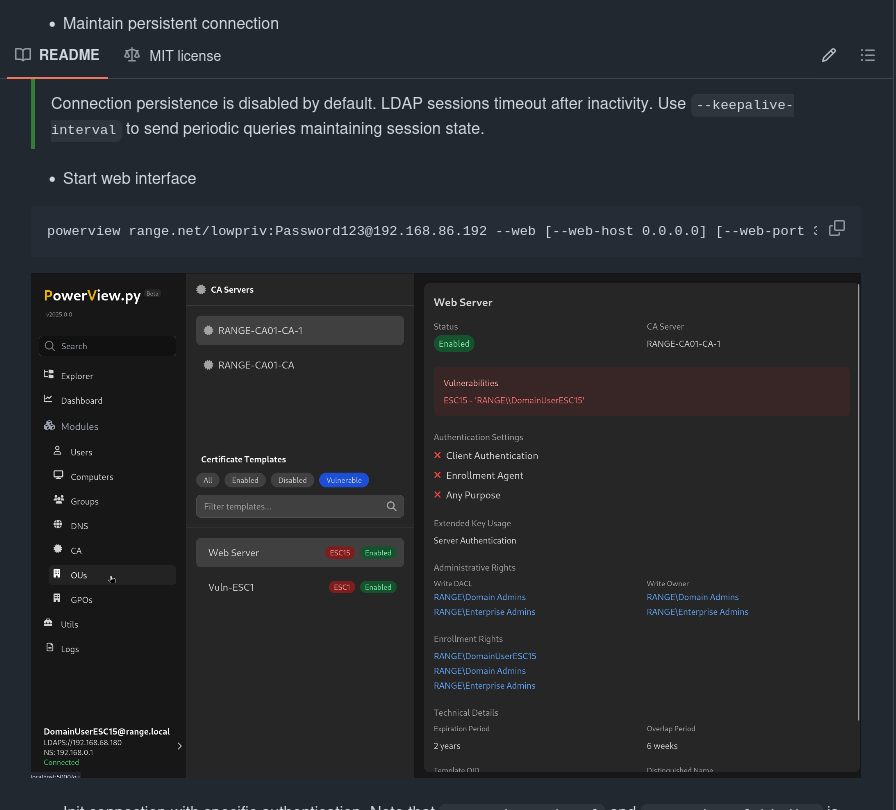 Maintain persistent connection
README MIT license
Connection persistence is disabled by default. LDAP sessions timeout after inactivity. Use --keepalive-
interval to send periodic queries maintaining session state.
Start web interface
powerview range.net/lowpriv:Password123@192.168.86.192 --web [--web-host 0.0.0.0] [--web-port
PowerView.py Beta
v2025.0.0
Search
Explorer
Dashboard
Modules
Users
Computers
Groups
DNS
CA
OUs
GPOs
Utils
Logs
DomainUserESC15@range.local
LDAPS://192.168.68.180
NS: 192.168.0.1
Connected
CA Servers
RANGE-CA01-CA-1
RANGE-CA01-CA
Certificate Templates
All Enabled Disabled Vulnerable
Filter templates...
Web Server ESC15 Enabled
Vuln-ESC1 ESC1 Enabled
Web Server
Status CA Server
Enabled RANGE-CA01-CA-1
Vulnerabilities
ESC15 - 'RANGE\\DomainUserESC15'
Authentication Settings
Client Authentication
Enrollment Agent
Any Purpose
Extended Key Usage
Server Authentication
Administrative Rights
Write DACL Write Owner
RANGE\Domain Admins RANGE\Domain Admins
RANGE\Enterprise Admins RANGE\Enterprise Admins
Enrollment Rights
RANGE\DomainUserESC15
RANGE\Domain Admins
RANGE\Enterprise Admins
Technical Details
Expiration Period Overlap Period
2 years 6 weeks
Template OID Distinguished Name
Init connection with specific authentication. Note that and is